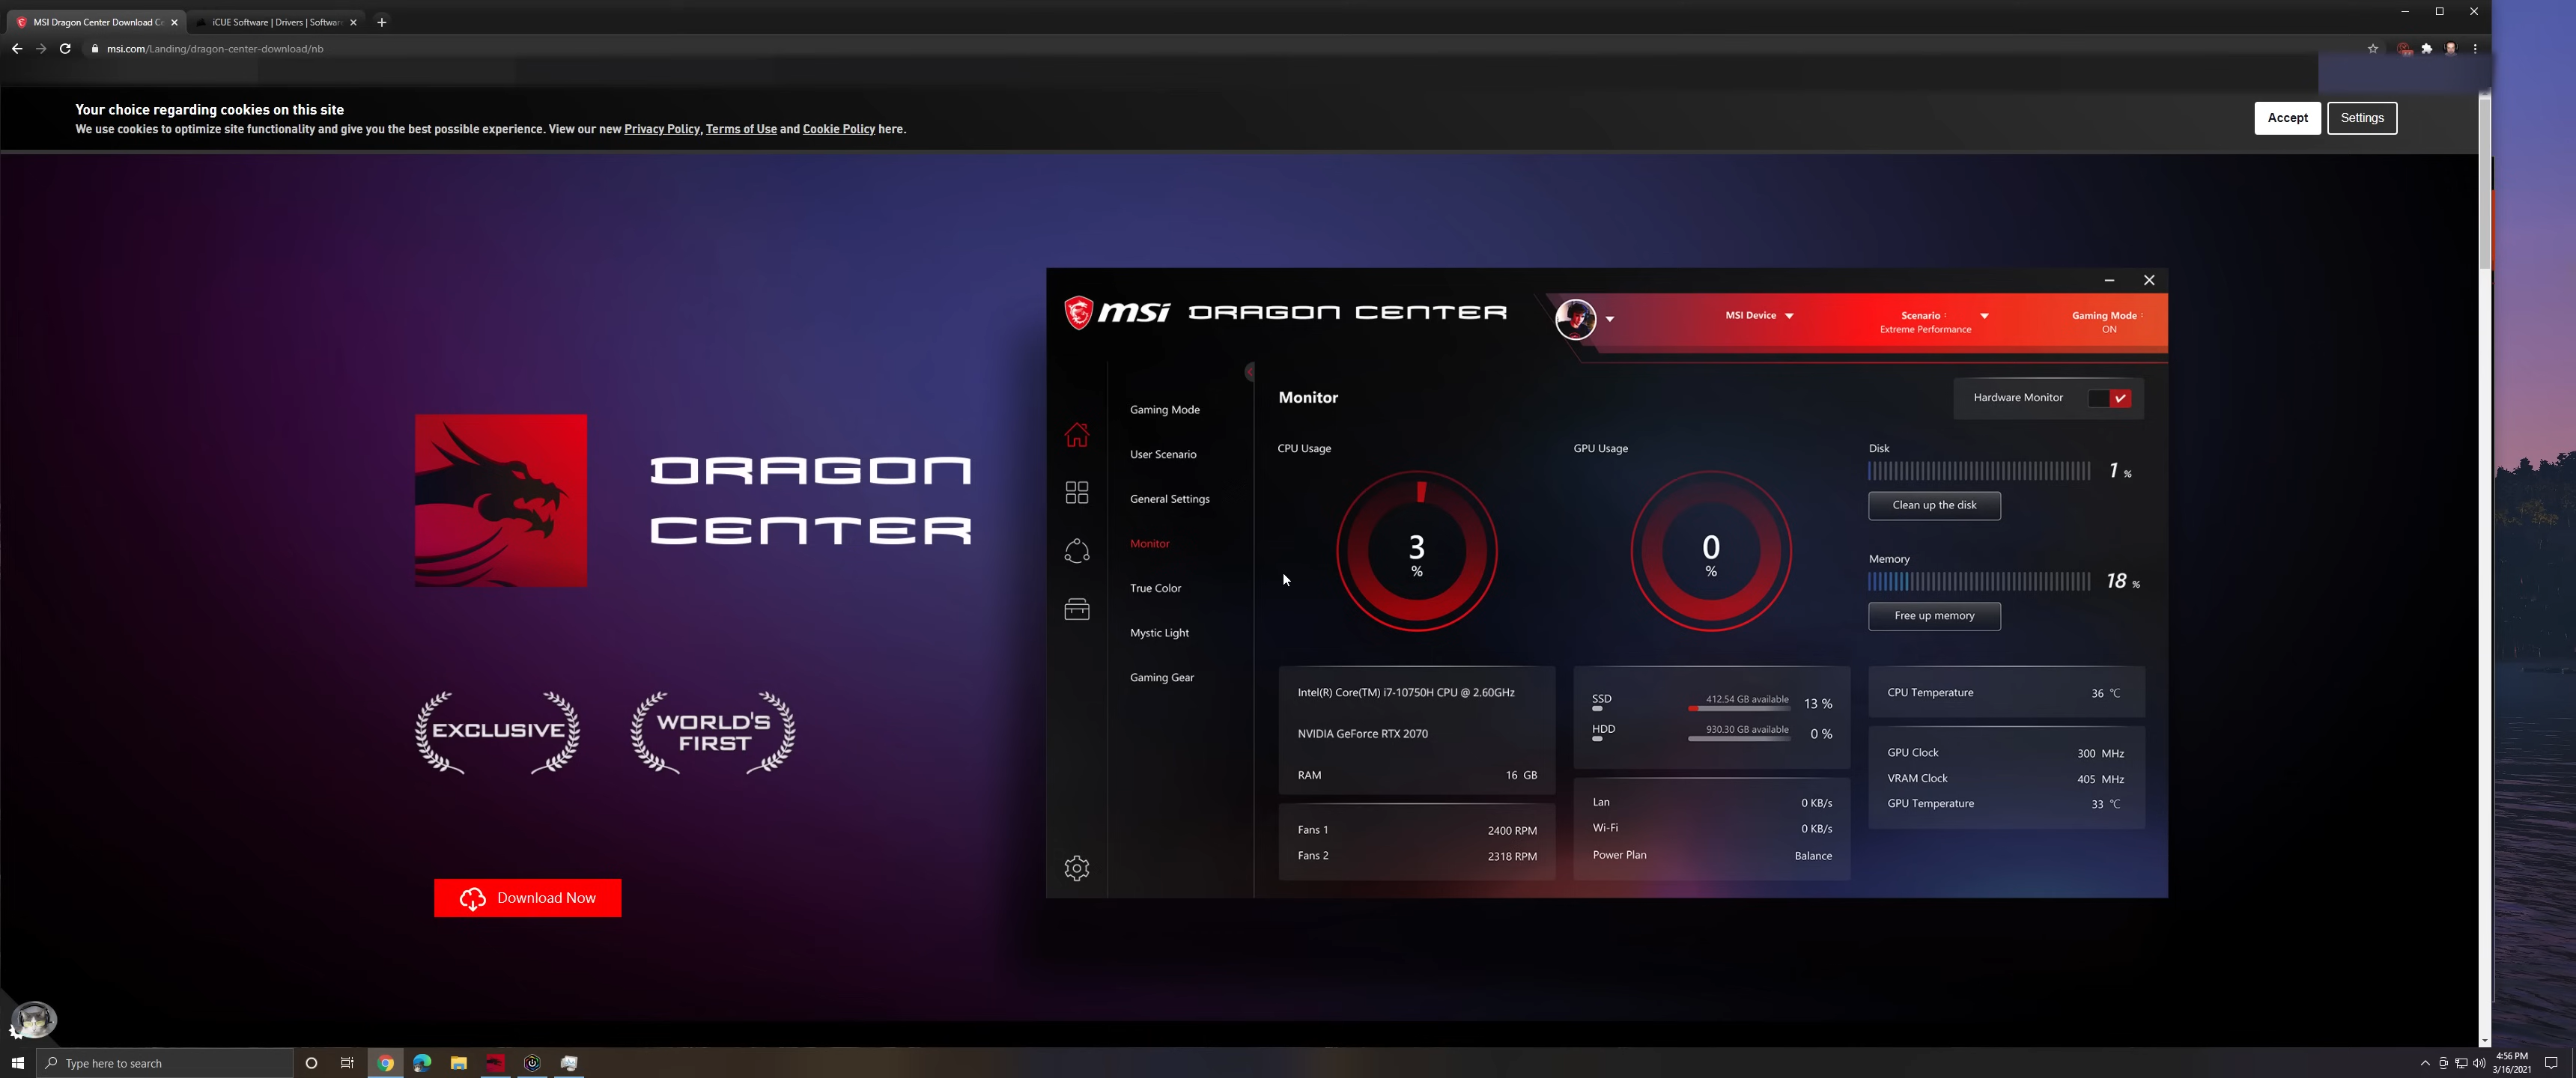 MSI Dragon Center Download Ce
iCUE Software | Drivers | Softwar
msi.com/Landing/dragon-center-download/nb
Your choice regarding cookies on this site
We use cookies to optimize site functionality and give you the best possible experience. View our new Privacy Policy, Terms of Use and Cookie Policy here.
Accept
Settings
DRAGON
CENTER
EXCLUSIVE
WORLD'S
FIRST
Download Now
msi DRAGON CENTER
MSI Device
Scenario :
Extreme Performance
Gaming Mode :
ON
Gaming Mode
User Scenario
General Settings
Monitor
True Color
Mystic Light
Gaming Gear
Monitor
Hardware Monitor
CPU Usage
3
%
GPU Usage
0
%
Disk
1 %
Clean up the disk
Memory
18 %
Free up memory
Intel(R) Core(TM) i7-10750H CPU @ 2.60GHz
NVIDIA GeForce RTX 2070
RAM 16 GB
Fans 1 2400 RPM
Fans 2 2318 RPM
SSD 412.54 GB available 13 %
HDD 930.30 GB available 0 %
Lan 0 KB/s
Wi-Fi 0 KB/s
Power Plan Balance
CPU Temperature 36 °C
GPU Clock 300 MHz
VRAM Clock 405 MHz
GPU Temperature 33 °C
Type here to search
4:56 PM
3/16/2021